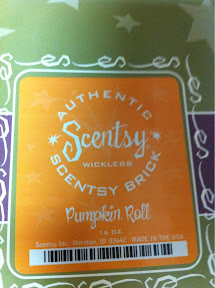 AUTHENTIC
Scentsy
WICKLESS
SCENTSY BRICK
Pumpkin Roll
16 OZ.
Scentsy, Inc. Meridian, ID 83642 MADE IN THE USA